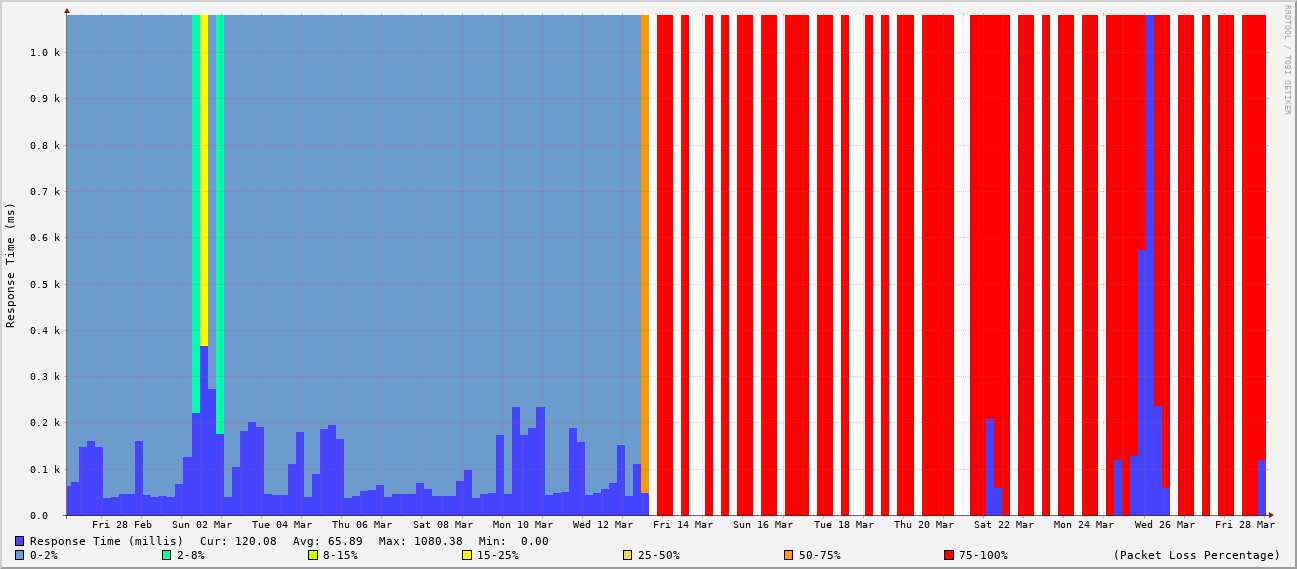 RRDTOOL / TOBI OETIKER
Response Time (ms)
1.0 k
0.9 k
0.8 k
0.7 k
0.6 k
0.5 k
0.4 k
0.3 k
0.2 k
0.1 k
0.0
Fri 28 Feb Sun 02 Mar Tue 04 Mar Thu 06 Mar Sat 08 Mar Mon 10 Mar Wed 12 Mar Fri 14 Mar Sun 16 Mar Tue 18 Mar Thu 20 Mar Sat 22 Mar Mon 24 Mar Wed 26 Mar Fri 28 Mar
Response Time (millis) Cur: 120.08 Avg: 65.89 Max: 1080.38 Min: 0.00
0-2% 2-8% 8-15% 15-25% 25-50% 50-75% 75-100% (Packet Loss Percentage)